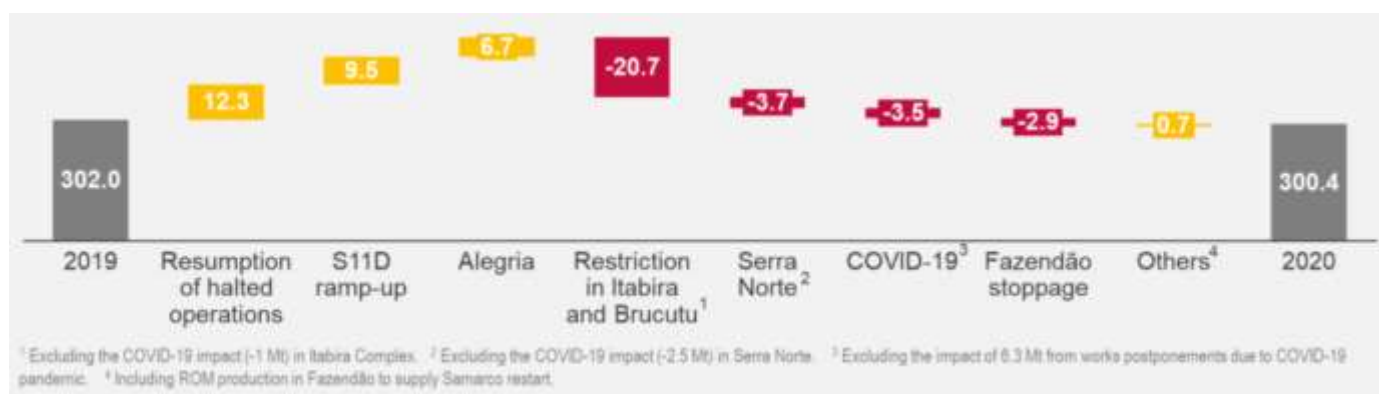 12.3
9.5
6.7
-20.7
-3.7
-3.5
-2.9
0.7
302.0
300.4
2019
Resumption
of halted
operations
S11D
ramp-up
Alegria
Restriction
in Itabira
and Brucutu¹
Serra
Norte²
COVID-19³
Fazendão
stoppage
Others⁴
2020
¹ Excluding the COVID-19 impact (-1 Mt) in Itabira Complex. ² Excluding the COVID-19 impact (-2.5 Mt) in Serra Norte. ³ Excluding the impact of 6.3 Mt from works postponements due to COVID-19
pandemic. ⁴ Including ROM production in Fazendão to supply Samarco restart.